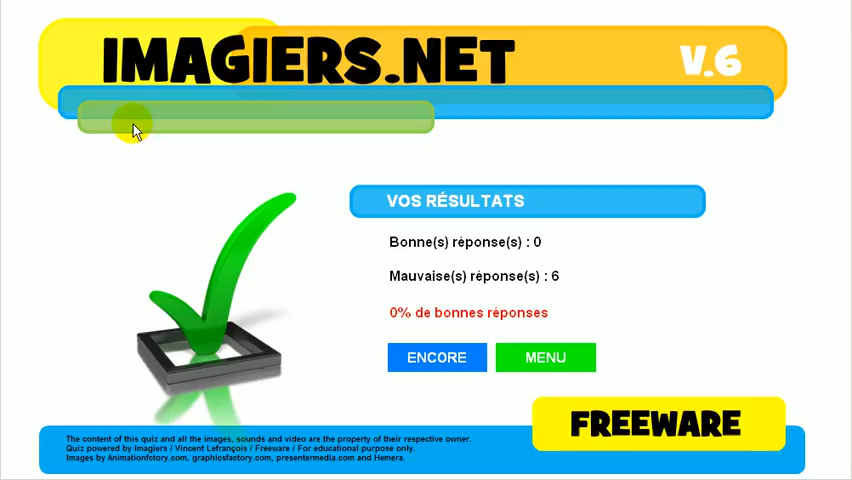 IMAGIERS.NET
V.6
VOS RÉSULTATS
Bonne(s) réponse(s) : 0
Mauvaise(s) réponse(s) : 6
0% de bonnes réponses
ENCORE
MENU
FREEWARE
The content of this quiz and all the images, sounds and video are the property of their respective owner.
Quiz powered by Imagiers / Vincent Lefrançois / Freeware / For educational purpose only.
Images by Animationfctory.com, graphicsfactory.com, presentermedia.com and Hemera.